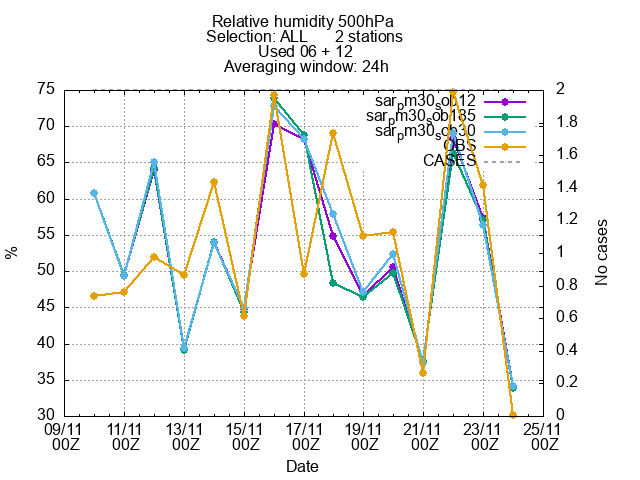 Relative humidity 500hPa
Selection: ALL 2 stations
Used 06 + 12
Averaging window: 24h
75
70
65
60
55
50
45
40
35
30
%
2
1.8
1.6
1.4
1.2
1
0.8
0.6
0.4
0.2
0
No cases
OBS
CASES
09/11 11/11 13/11 15/11 17/11 19/11 21/11 23/11 25/11
00Z 00Z 00Z 00Z 00Z 00Z 00Z 00Z 00Z
Date